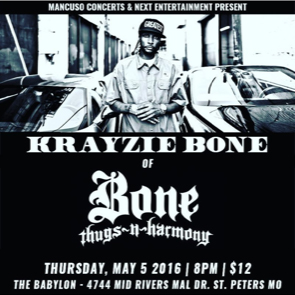 MANCUSO CONCERTS & NEXT ENTERTAINMENT PRESENT
KRAYZIE BONE
OF
Bone
thugs~n~harmony
THURSDAY, MAY 5 2016 | 8PM | $12
THE BABYLON - 4744 MID RIVERS MAL DR. ST. PETERS MO